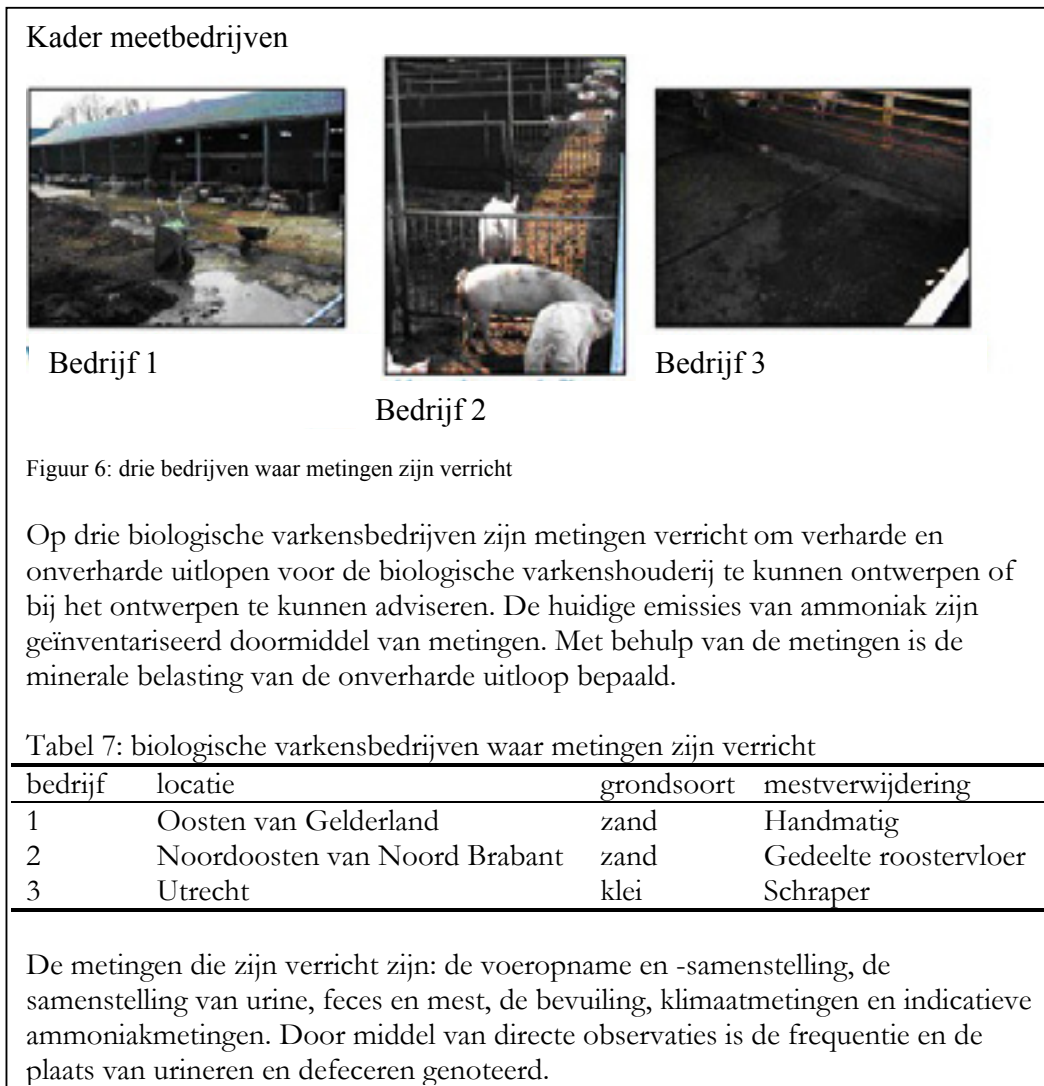 Kader meetbedrijven
Bedrijf 1
Bedrijf 3
Bedrijf 2
Figuur 6: drie bedrijven waar metingen zijn verricht
Op drie biologische varkensbedrijven zijn metingen verricht om verharde en
onverharde uitlopen voor de biologische varkenshouderij te kunnen ontwerpen of
bij het ontwerpen te kunnen adviseren. De huidige emissies van ammoniak zijn
geïnventariseerd doormiddel van metingen. Met behulp van de metingen is de
minerale belasting van de onverharde uitloop bepaald.
Tabel 7: biologische varkensbedrijven waar metingen zijn verricht
bedrijf locatie grondsoort mestverwijdering
1 Oosten van Gelderland zand Handmatig
2 Noordoosten van Noord Brabant zand Gedeelte roostervloer
3 Utrecht klei Schraper
De metingen die zijn verricht zijn: de voeropname en -samenstelling, de
samenstelling van urine, feces en mest, de bevuiling, klimaatmetingen en indicatieve
ammoniakmetingen. Door middel van directe observaties is de frequentie en de
plaats van urineren en defeceren genoteerd.